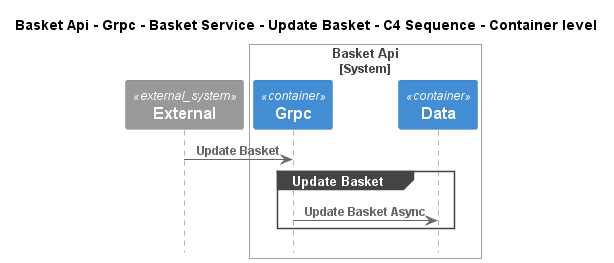 Basket Api - Grpc - Basket Service - Update Basket - C4 Sequence - Container level
Basket Api
[System]
«external_system»
External
«container»
Grpc
«container»
Data
Update Basket
Update Basket
Update Basket Async